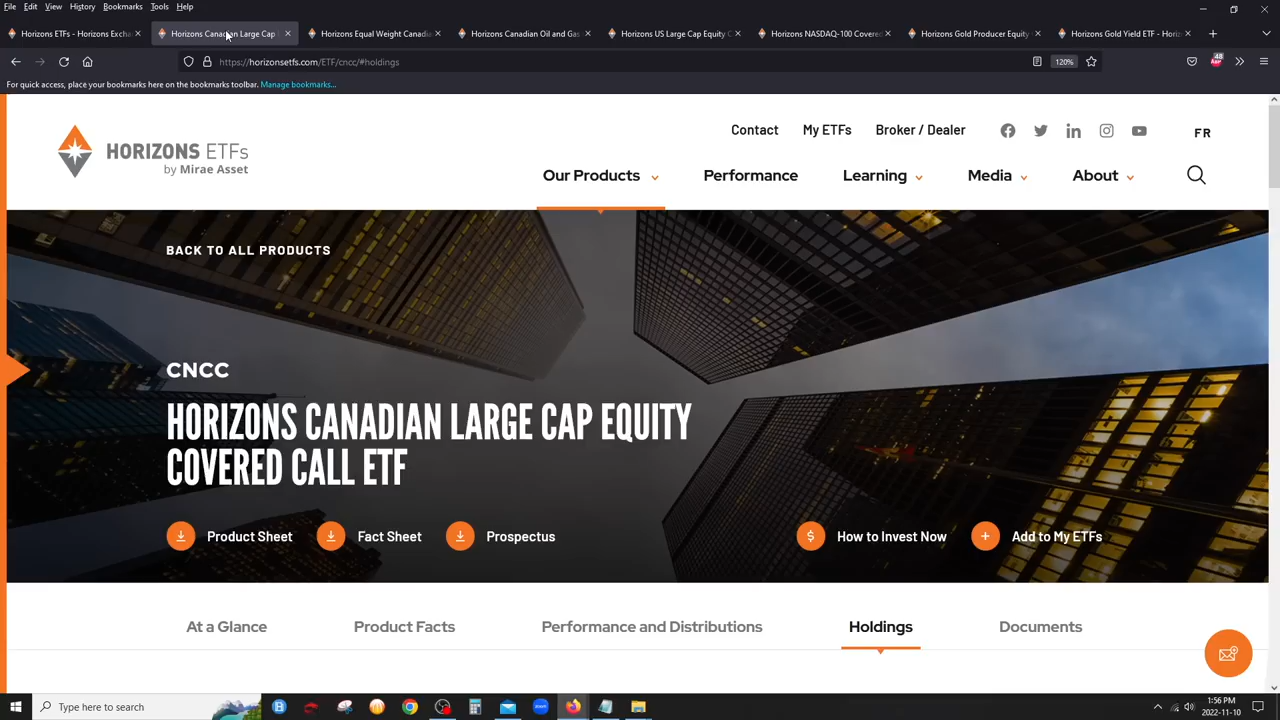 File Edit View History Bookmarks Tools Help
Horizons ETFs - Horizons Excha
Horizons Canadian Large Cap
Horizons Equal Weight Canadia
Horizons Canadian Oil and Gas
Horizons US Large Cap Equity C
Horizons NASDAQ-100 Covered
Horizons Gold Producer Equity
Horizons Gold Yield ETF - Horiz
https://horizonsetfs.com/ETF/cncc/#holdings
120%
48
For quick access, place your bookmarks here on the bookmarks toolbar. Manage bookmarks...
HORIZONS ETFs
by Mirae Asset
Contact My ETFs Broker / Dealer
FR
Our Products Performance Learning Media About
BACK TO ALL PRODUCTS
CNCC
HORIZONS CANADIAN LARGE CAP EQUITY
COVERED CALL ETF
Product Sheet Fact Sheet Prospectus $ How to Invest Now Add to My ETFs
At a Glance Product Facts Performance and Distributions Holdings Documents
Type here to search
1:56 PM
2022-11-10